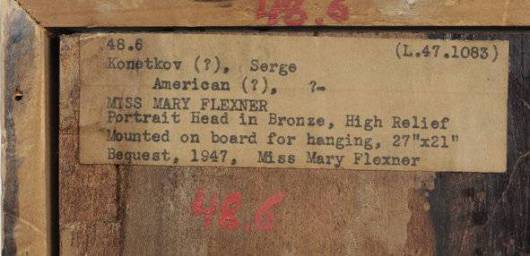 48.6
48.6 (L.47.1083)
Konetkov (?), Serge
American (?), ?-
MISS MARY FLEXNER
Portrait Head in Bronze, High Relief
Mounted on board for hanging, 27"x21"
Bequest, 1947, Miss Mary Flexner
48.6